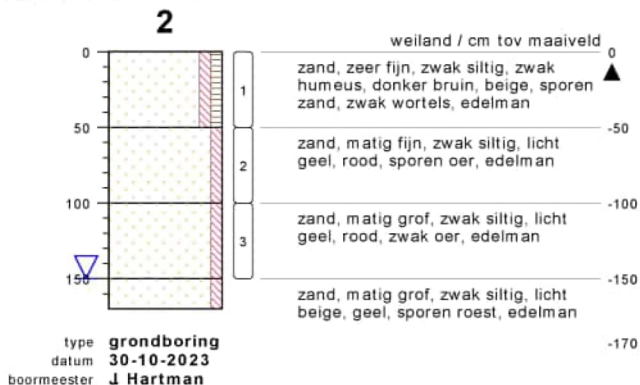 2
weiland / cm tov maaiveld
0
0
1
zand, zeer fijn, zwak siltig, zwak
humeus, donker bruin, beige, sporen
zand, zwak wortels, edelman
50
-50
2
zand, matig fijn, zwak siltig, licht
geel, rood, sporen oer, edelman
100
-100
3
zand, matig grof, zwak siltig, licht
geel, rood, zwak oer, edelman
150
-150
zand, matig grof, zwak siltig, licht
beige, geel, sporen roest, edelman
-170
type grondboring
datum 30-10-2023
boormeester J Hartman